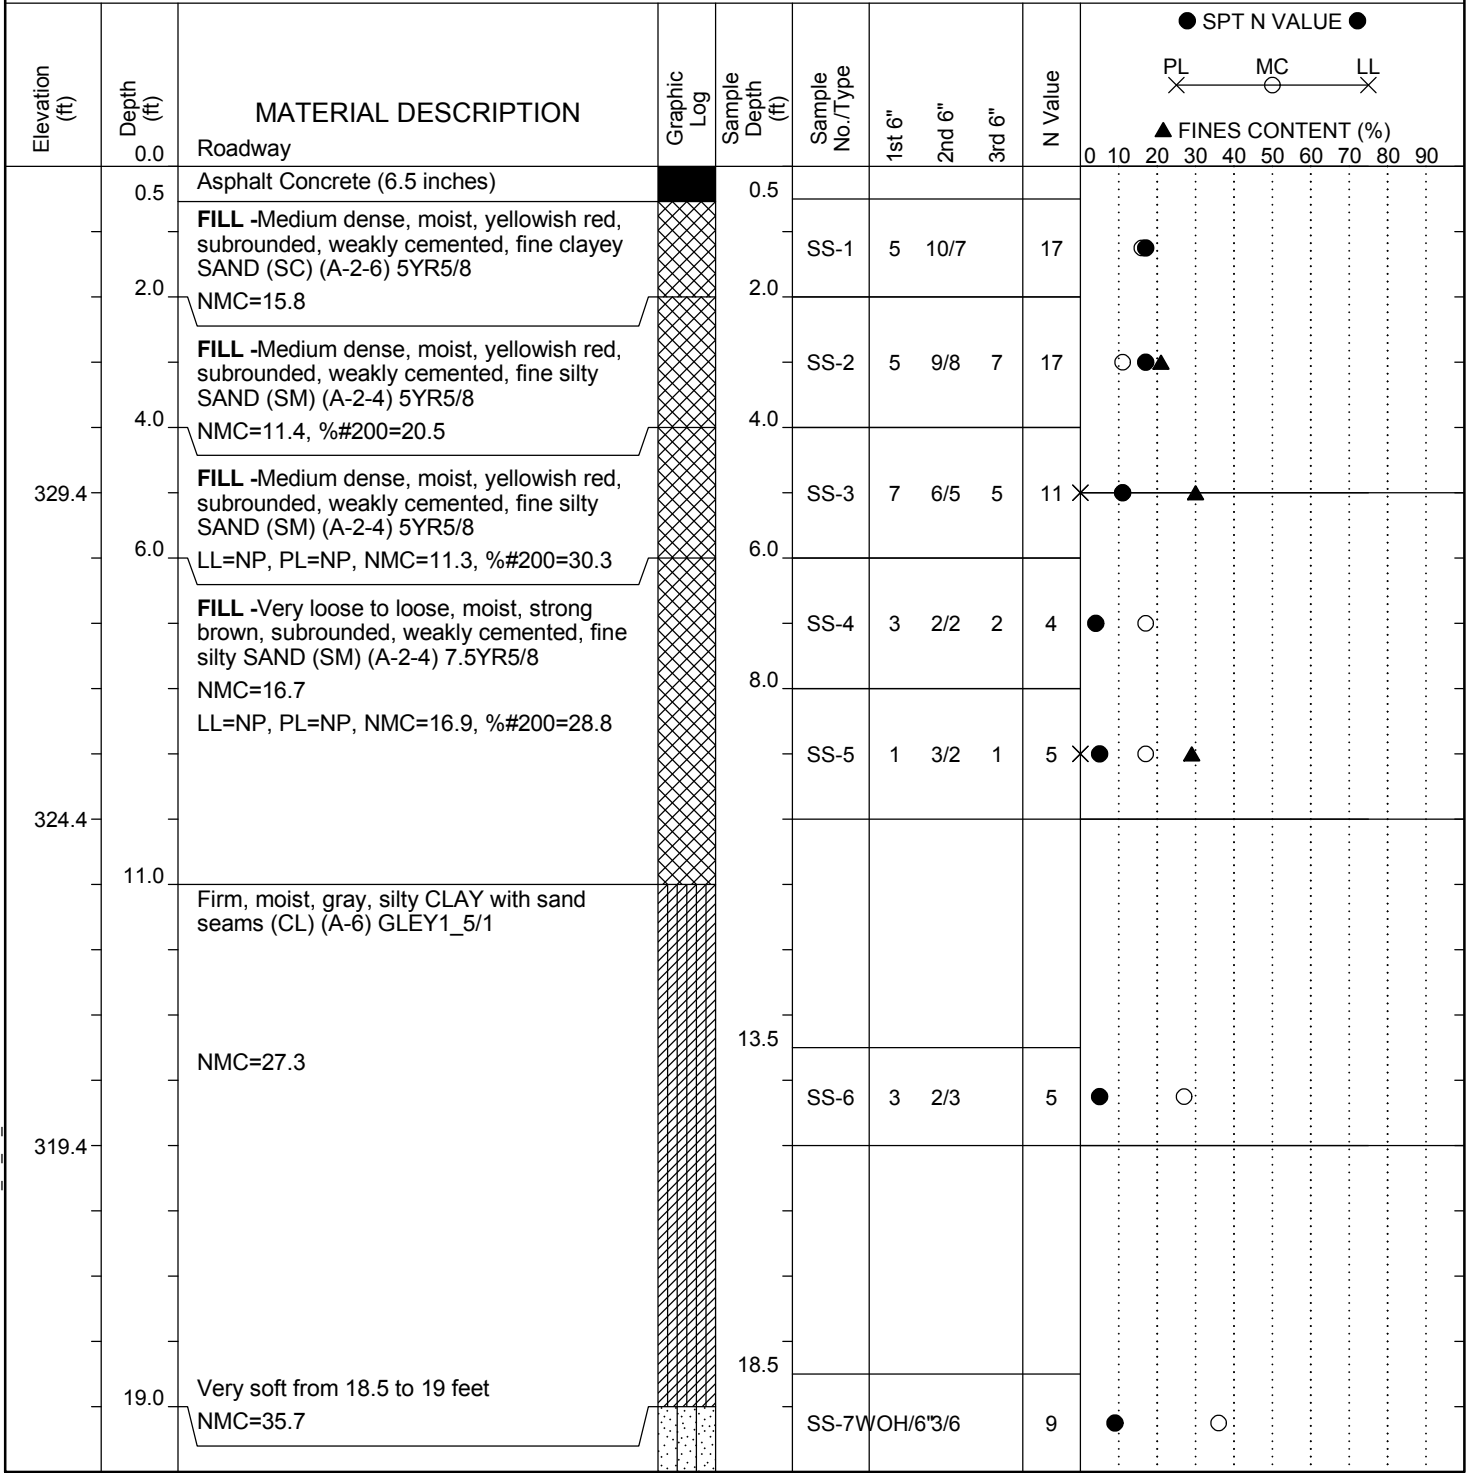 ● SPT N VALUE ●
PL MC LL
▲ FINES CONTENT (%)
0 10 20 30 40 50 60 70 80 90
Elevation (ft)
Depth (ft)
0.0
MATERIAL DESCRIPTION
Roadway
Graphic Log
Sample Depth (ft)
Sample No./Type
1st 6"
2nd 6"
3rd 6"
N Value
0.5 Asphalt Concrete (6.5 inches) 0.5
FILL -Medium dense, moist, yellowish red,
subrounded, weakly cemented, fine clayey
SAND (SC) (A-2-6) 5YR5/8
SS-1 5 10/7 17
2.0 NMC=15.8 2.0
FILL -Medium dense, moist, yellowish red,
subrounded, weakly cemented, fine silty
SAND (SM) (A-2-4) 5YR5/8
SS-2 5 9/8 7 17
4.0 NMC=11.4, %#200=20.5 4.0
FILL -Medium dense, moist, yellowish red,
329.4 subrounded, weakly cemented, fine silty
SAND (SM) (A-2-4) 5YR5/8
SS-3 7 6/5 5 11
6.0 LL=NP, PL=NP, NMC=11.3, %#200=30.3 6.0
FILL -Very loose to loose, moist, strong
brown, subrounded, weakly cemented, fine
silty SAND (SM) (A-2-4) 7.5YR5/8
SS-4 3 2/2 2 4
NMC=16.7 8.0
LL=NP, PL=NP, NMC=16.9, %#200=28.8
SS-5 1 3/2 1 5
324.4
11.0
Firm, moist, gray, silty CLAY with sand
seams (CL) (A-6) GLEY1_5/1
13.5
NMC=27.3
SS-6 3 2/3 5
319.4
18.5
19.0 Very soft from 18.5 to 19 feet
NMC=35.7
SS-7WOH/6"3/6 9